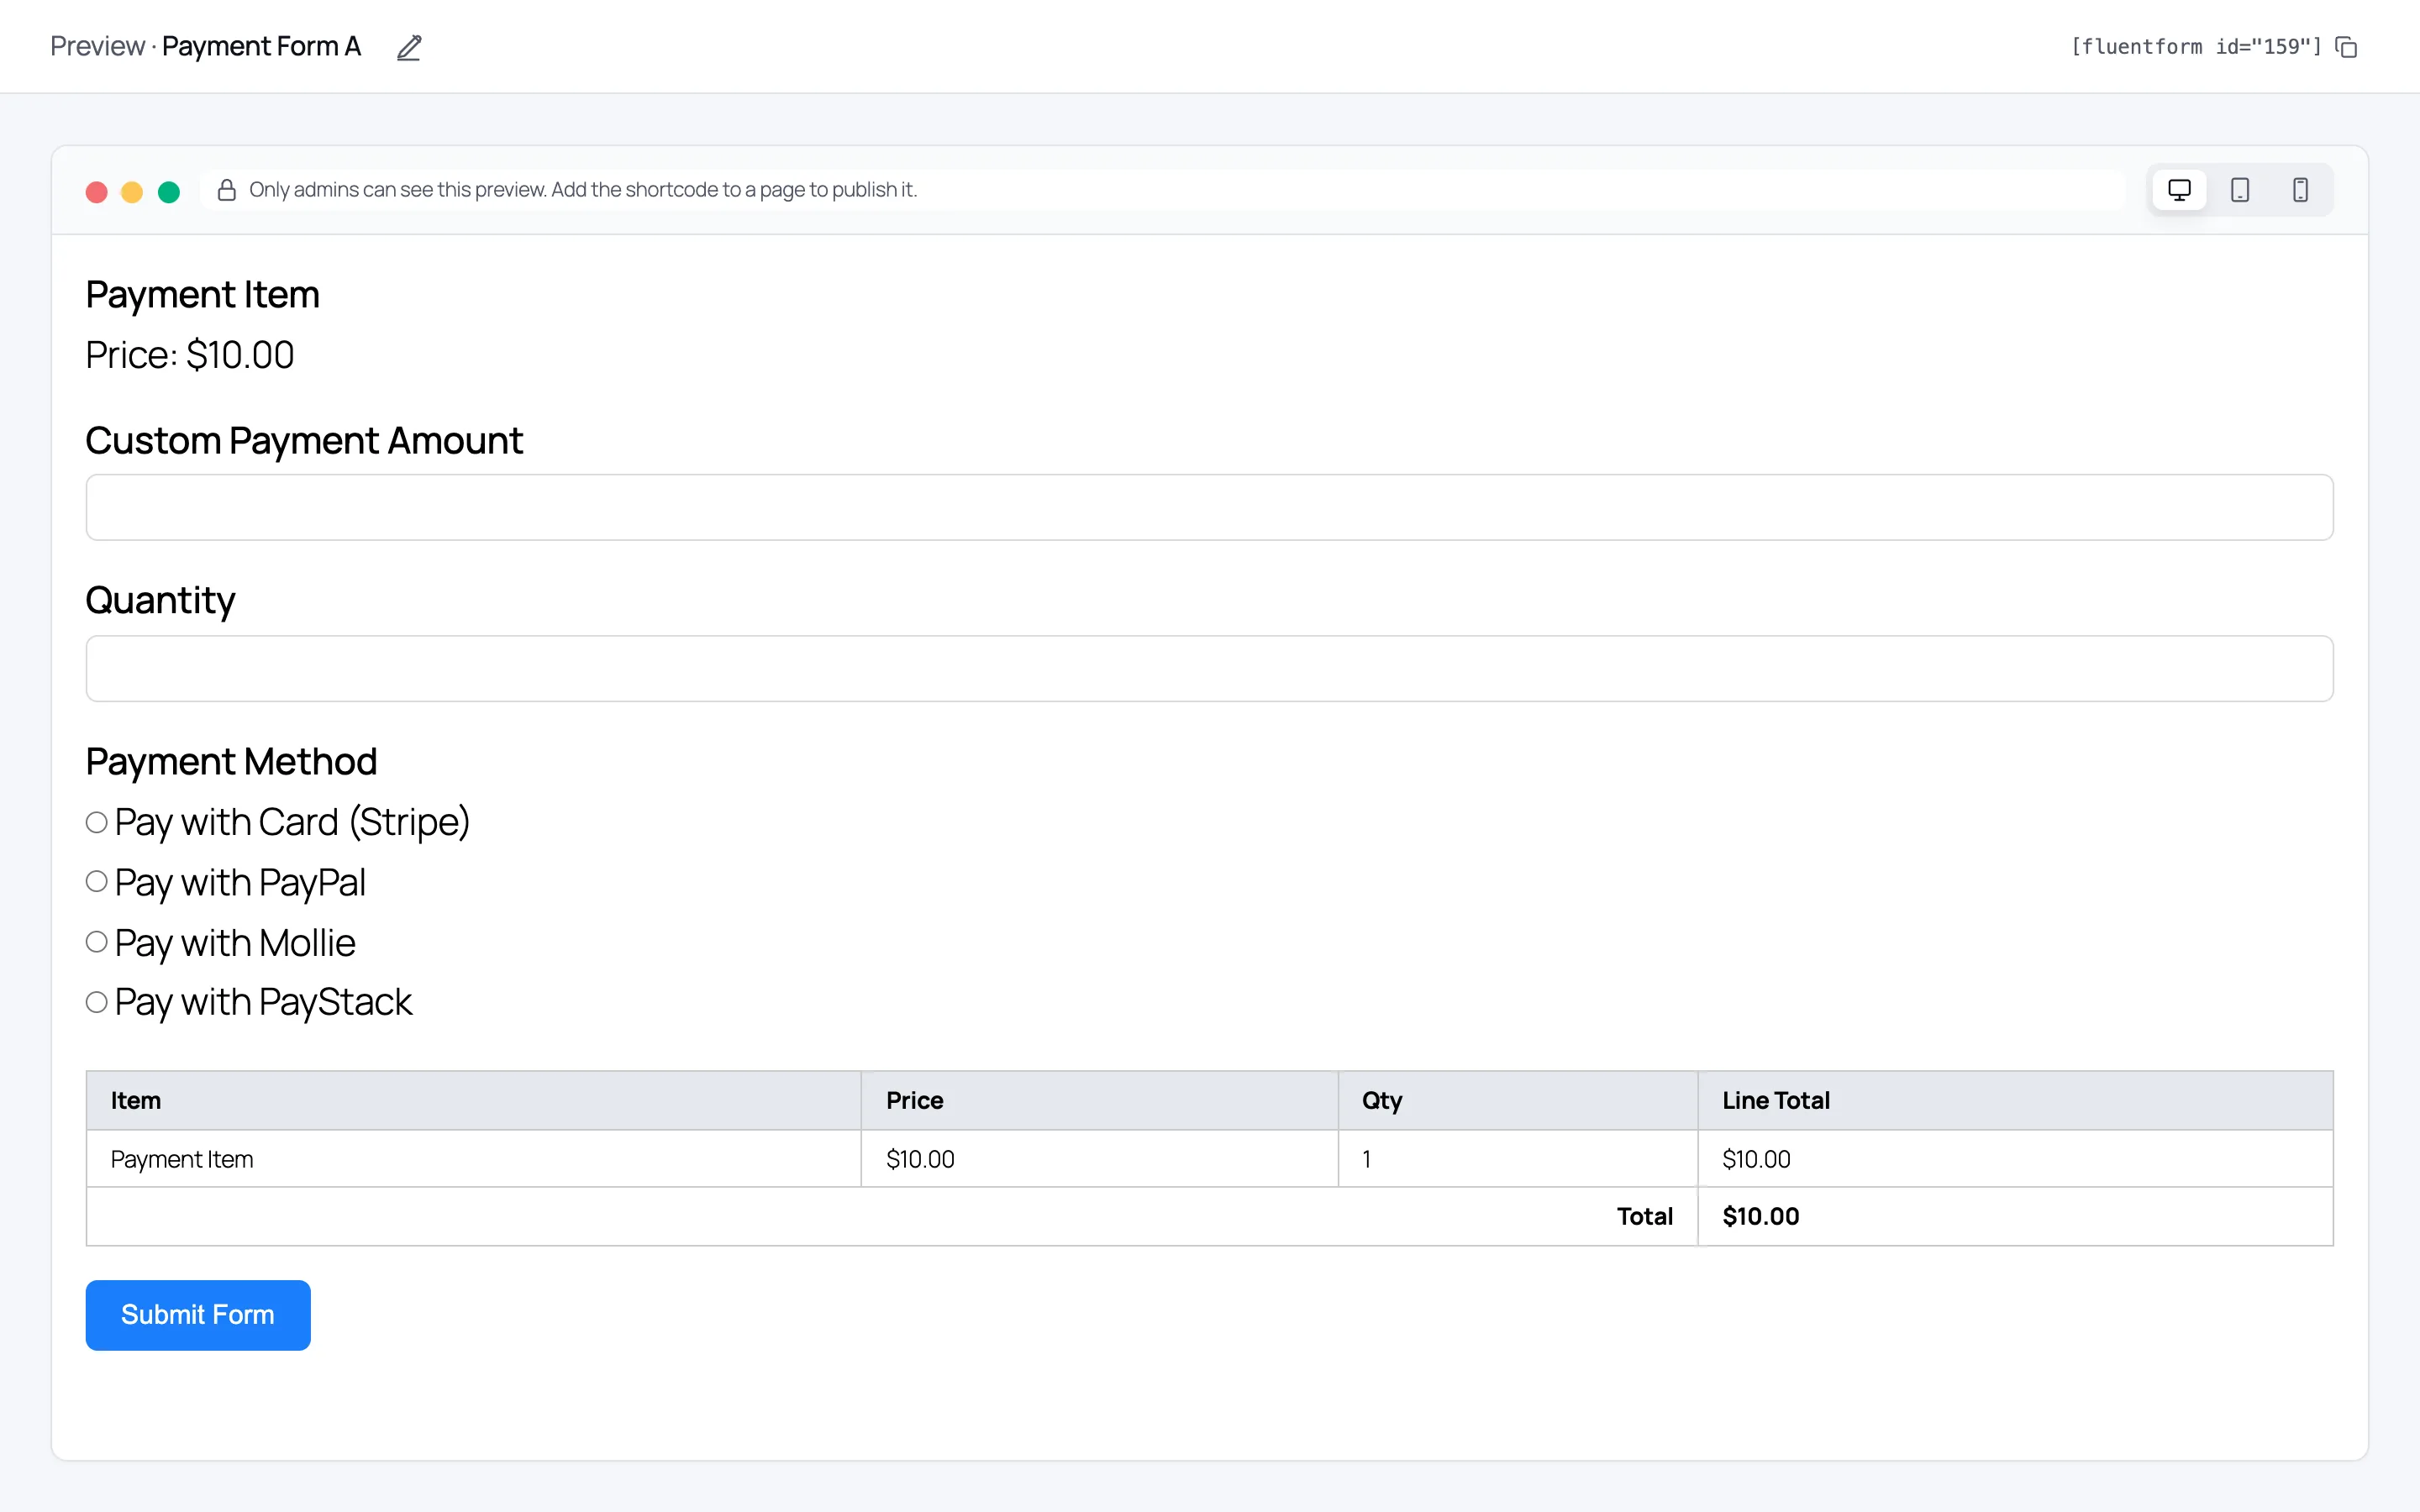 Preview · Payment Form A
[fluentform id="159"]
Only admins can see this preview. Add the shortcode to a page to publish it.
Payment Item
Price: $10.00
Custom Payment Amount
Quantity
Payment Method
Pay with Card (Stripe)
Pay with PayPal
Pay with Mollie
Pay with PayStack
Item Price Qty Line Total
Payment Item $10.00 1 $10.00
Total $10.00
Submit Form